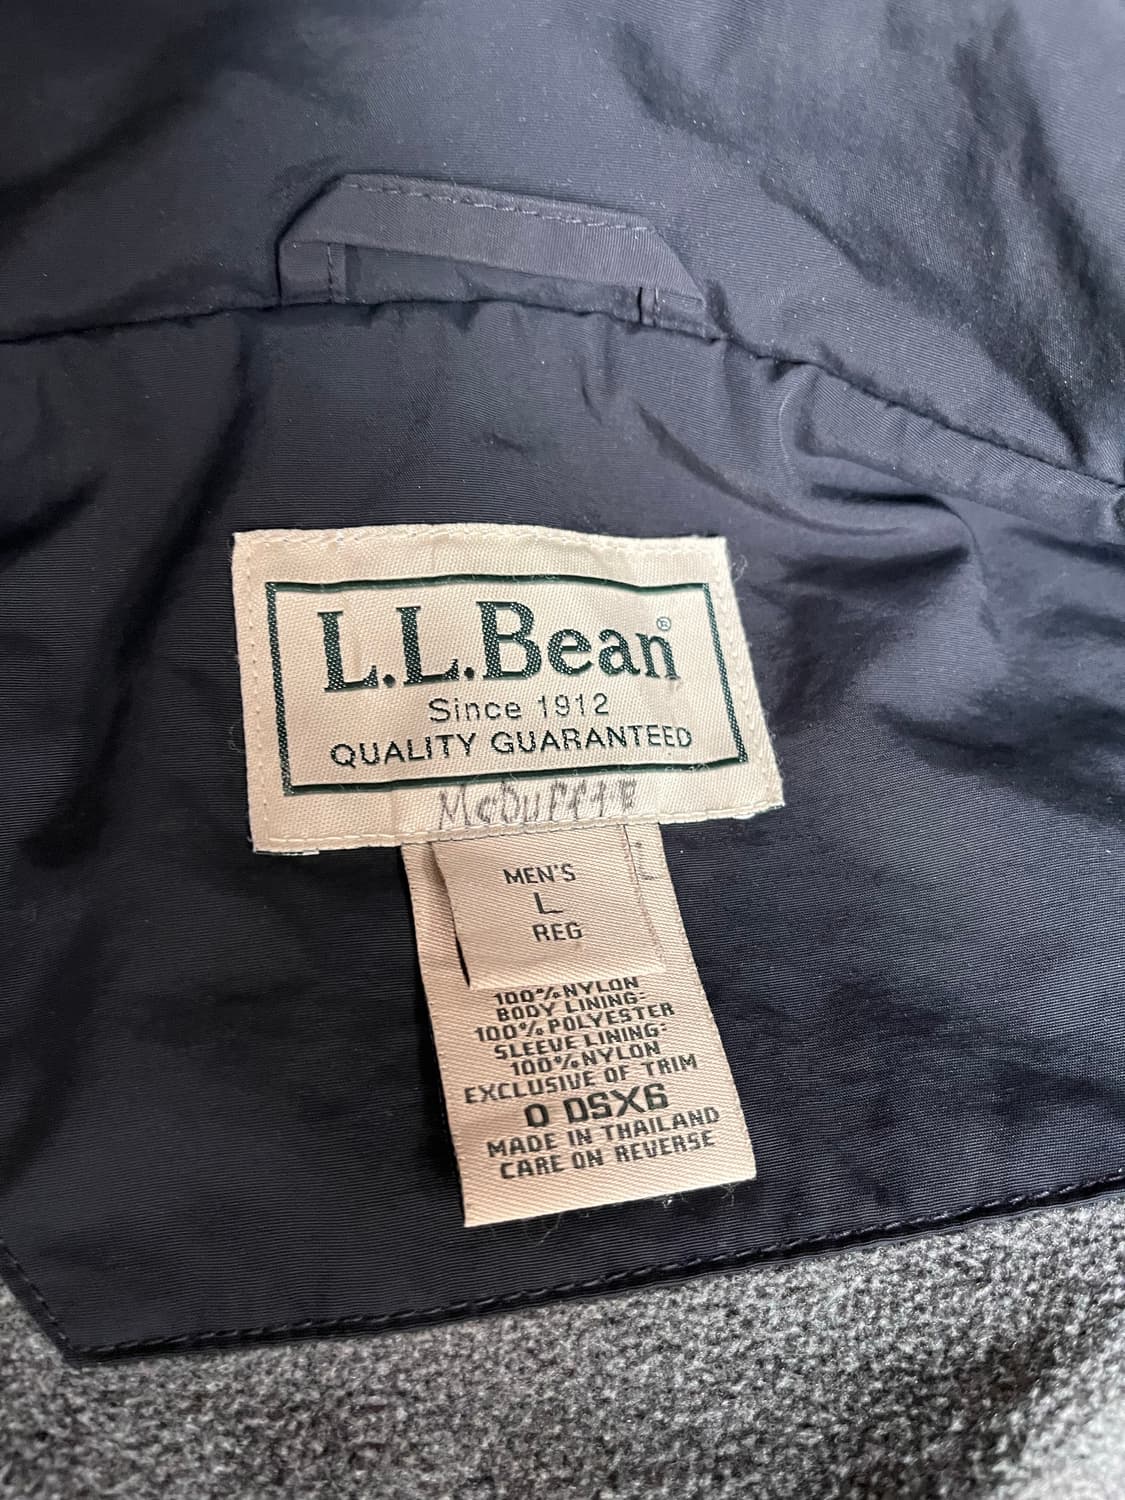 L.L.Bean®
Since 1912
QUALITY GUARANTEED
McDuffIE
MEN'S
L
REG
100% NYLON
BODY LINING:
100% POLYESTER
SLEEVE LINING:
100% NYLON
EXCLUSIVE OF TRIM
0 DSX6
MADE IN THAILAND
CARE ON REVERSE